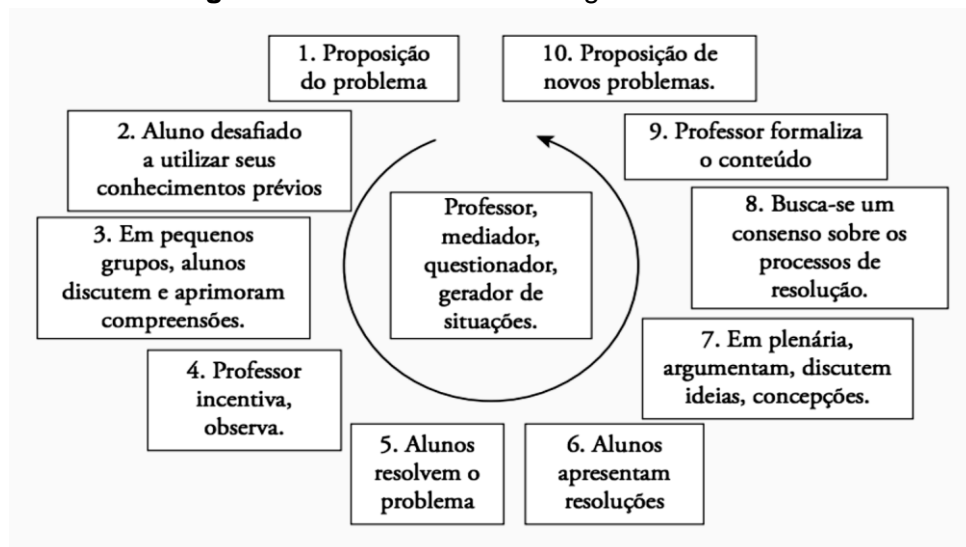 1. Proposição
do problema
10. Proposição de
novos problemas.
2. Aluno desafiado
a utilizar seus
conhecimentos prévios
9. Professor formaliza
o conteúdo
Professor,
mediador,
questionador,
gerador de
situações.
8. Busca-se um
consenso sobre os
processos de
resolução.
3. Em pequenos
grupos, alunos
discutem e aprimoram
compreensões.
7. Em plenária,
argumentam, discutem
ideias, concepções.
4. Professor
incentiva,
observa.
5. Alunos
resolvem o
problema
6. Alunos
apresentam
resoluções